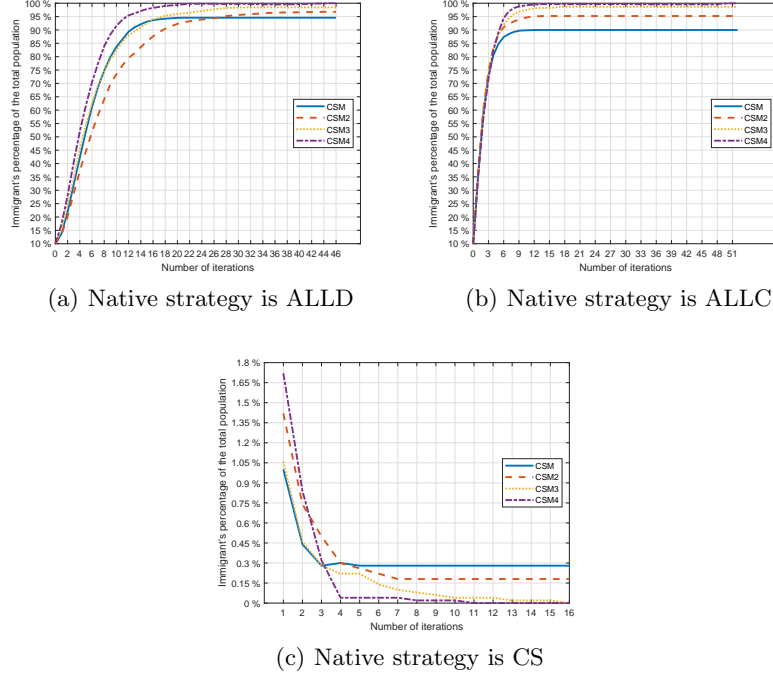 Immigrant's percentage of the total population
100 %
95 %
90 %
85 %
80 %
75 %
70 %
65 %
60 %
55 %
50 %
45 %
40 %
35 %
30 %
25 %
20 %
15 %
10 %
CSM
CSM2
CSM3
CSM4
0 2 4 6 8 10 12 14 16 18 20 22 24 26 28 30 32 34 36 38 40 42 44 46
Number of iterations
(a) Native strategy is ALLD
Immigrant's percentage of the total population
100 %
95 %
90 %
85 %
80 %
75 %
70 %
65 %
60 %
55 %
50 %
45 %
40 %
35 %
30 %
25 %
20 %
15 %
10 %
CSM
CSM2
CSM3
CSM4
0 3 6 9 12 15 18 21 24 27 30 33 36 39 42 45 48 51
Number of iterations
(b) Native strategy is ALLC
Immigrant's percentage of the total population
1.8 %
1.65 %
1.5 %
1.35 %
1.2 %
1.05 %
0.9 %
0.75 %
0.6 %
0.45 %
0.3 %
0.15 %
0 %
CSM
CSM2
CSM3
CSM4
1 2 3 4 5 6 7 8 9 10 11 12 13 14 15 16
Number of iterations
(c) Native strategy is CS